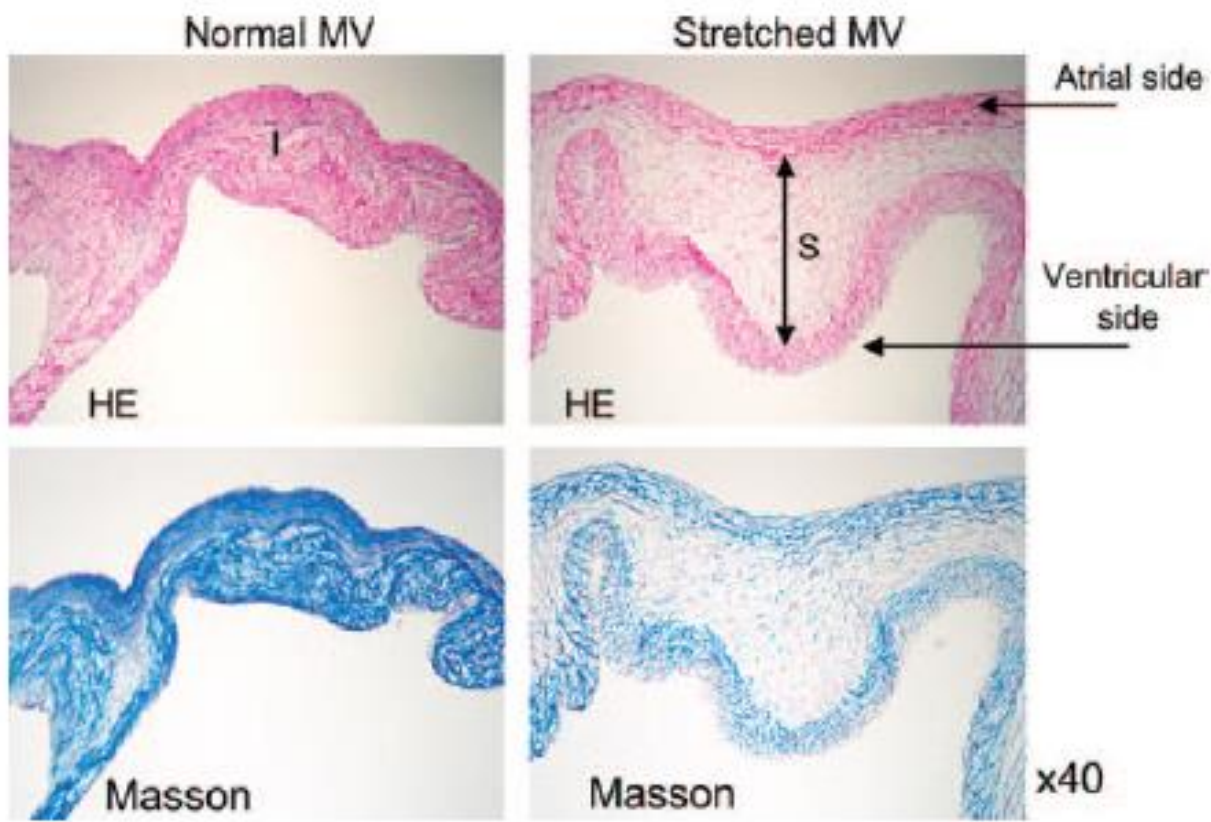 Normal MV
Stretched MV
Atrial side
S
Ventricular
side
HE
HE
Masson
Masson
x40